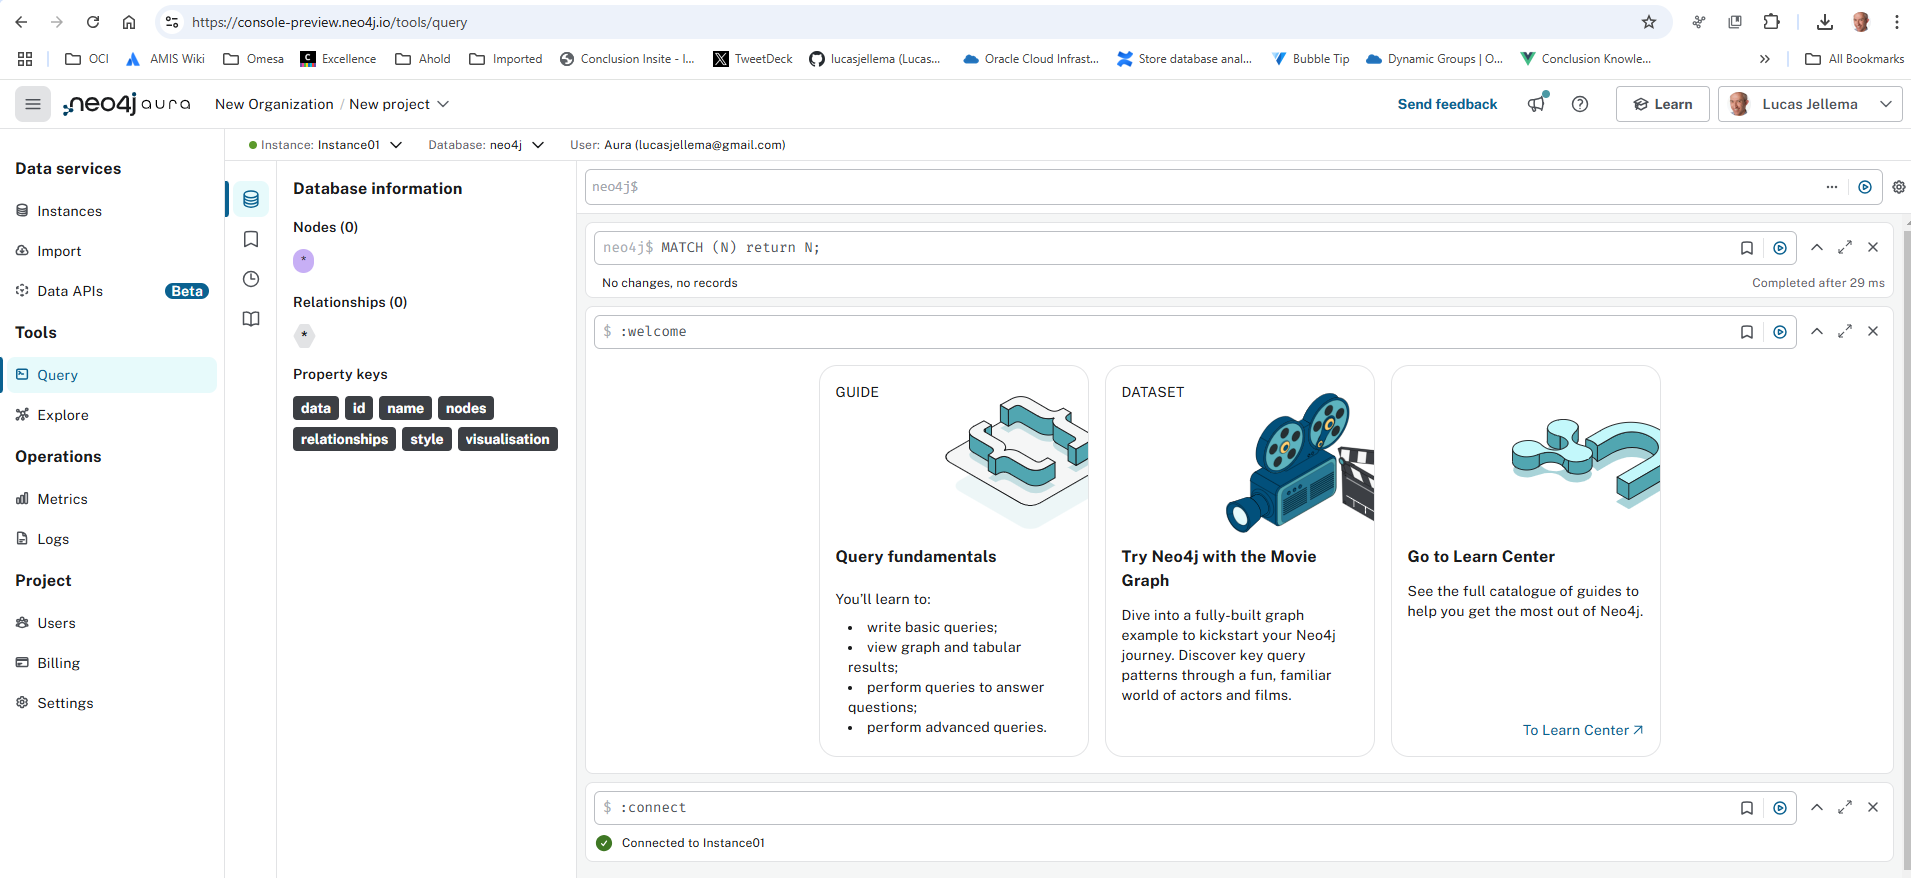 https://console-preview.neo4j.io/tools/query
OCI AMIS Wiki Omesa Excellence Ahold Imported Conclusion Insite - I... TweetDeck lucasjellema (Lucas... Oracle Cloud Infrast... Store database anal... Bubble Tip Dynamic Groups | O... Conclusion Knowle... » All Bookmarks
neo4j aura New Organization / New project Send feedback Learn Lucas Jellema
Instance: Instance01 Database: neo4j User: Aura (lucasjellema@gmail.com)
Data services
Instances
Import
Data APIs Beta
Tools
Query
Explore
Operations
Metrics
Logs
Project
Users
Billing
Settings
Database information
Nodes (0)
*
Relationships (0)
*
Property keys
data id name nodes
relationships style visualisation
neo4j$
neo4j$ MATCH (N) return N;
No changes, no records Completed after 29 ms
$ :welcome
GUIDE
Query fundamentals
You'll learn to:
• write basic queries;
• view graph and tabular
results;
• perform queries to answer
questions;
• perform advanced queries.
DATASET
Try Neo4j with the Movie
Graph
Dive into a fully-built graph
example to kickstart your Neo4j
journey. Discover key query
patterns through a fun, familiar
world of actors and films.
Go to Learn Center
See the full catalogue of guides to
help you get the most out of Neo4j.
To Learn Center
$ :connect
Connected to Instance01